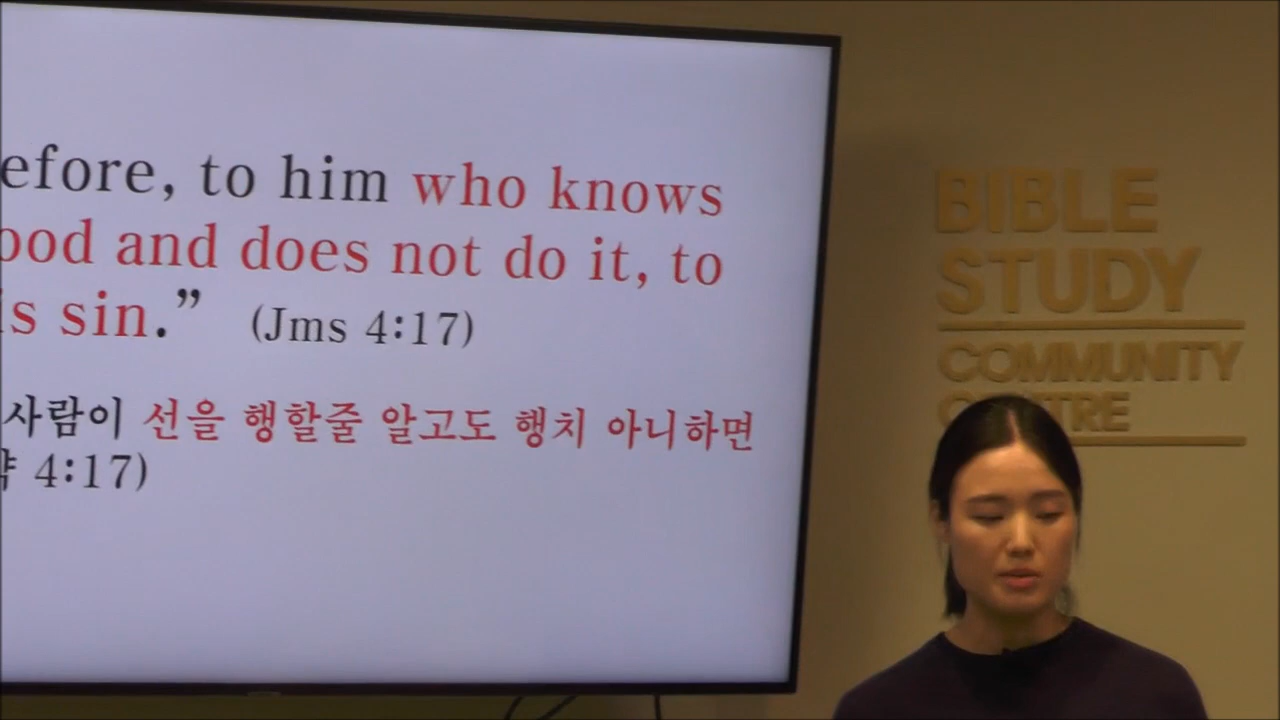 efore, to him who knows
ood and does not do it, to
is sin.” (Jms 4:17)
사람이 선을 행할줄 알고도 행치 아니하면
약 4:17)
BIBLE
STUDY
COMMUNITY
CENTRE